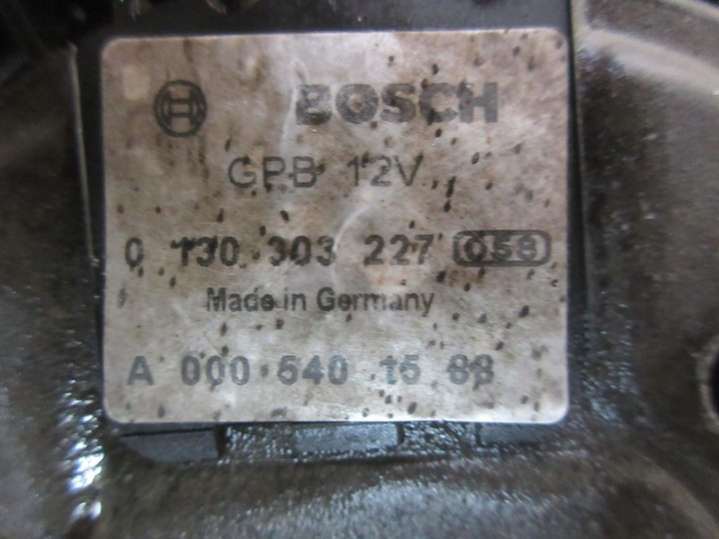 BOSCH
GPB 12V
0 130 303 227 058
Made in Germany
A 000 540 15 88